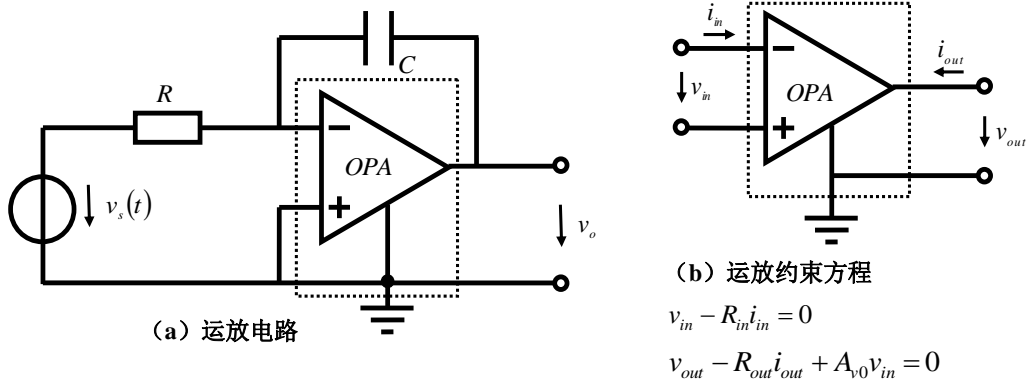 R
C
OPA
v_s(t)
v_o
(a)运放电路
i_in
v_in
OPA
i_out
v_out
(b)运放约束方程
v_in − R_in i_in = 0
v_out − R_out i_out + A_v0 v_in = 0